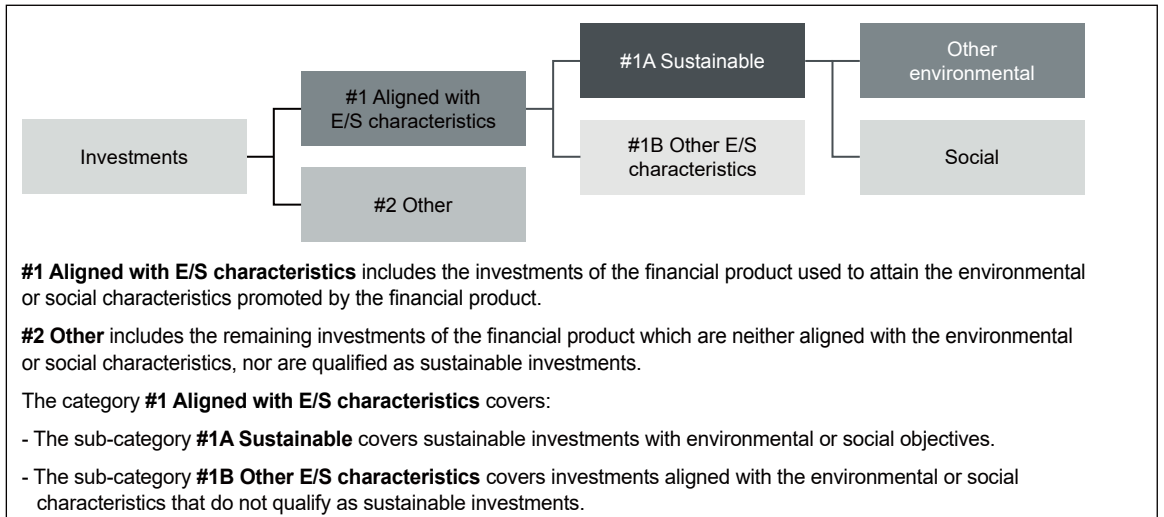 Investments
#1 Aligned with
E/S characteristics
#2 Other
#1A Sustainable
#1B Other E/S
characteristics
Other
environmental
Social
#1 Aligned with E/S characteristics includes the investments of the financial product used to attain the environmental
or social characteristics promoted by the financial product.
#2 Other includes the remaining investments of the financial product which are neither aligned with the environmental
or social characteristics, nor are qualified as sustainable investments.
The category #1 Aligned with E/S characteristics covers:
- The sub-category #1A Sustainable covers sustainable investments with environmental or social objectives.
- The sub-category #1B Other E/S characteristics covers investments aligned with the environmental or social
characteristics that do not qualify as sustainable investments.